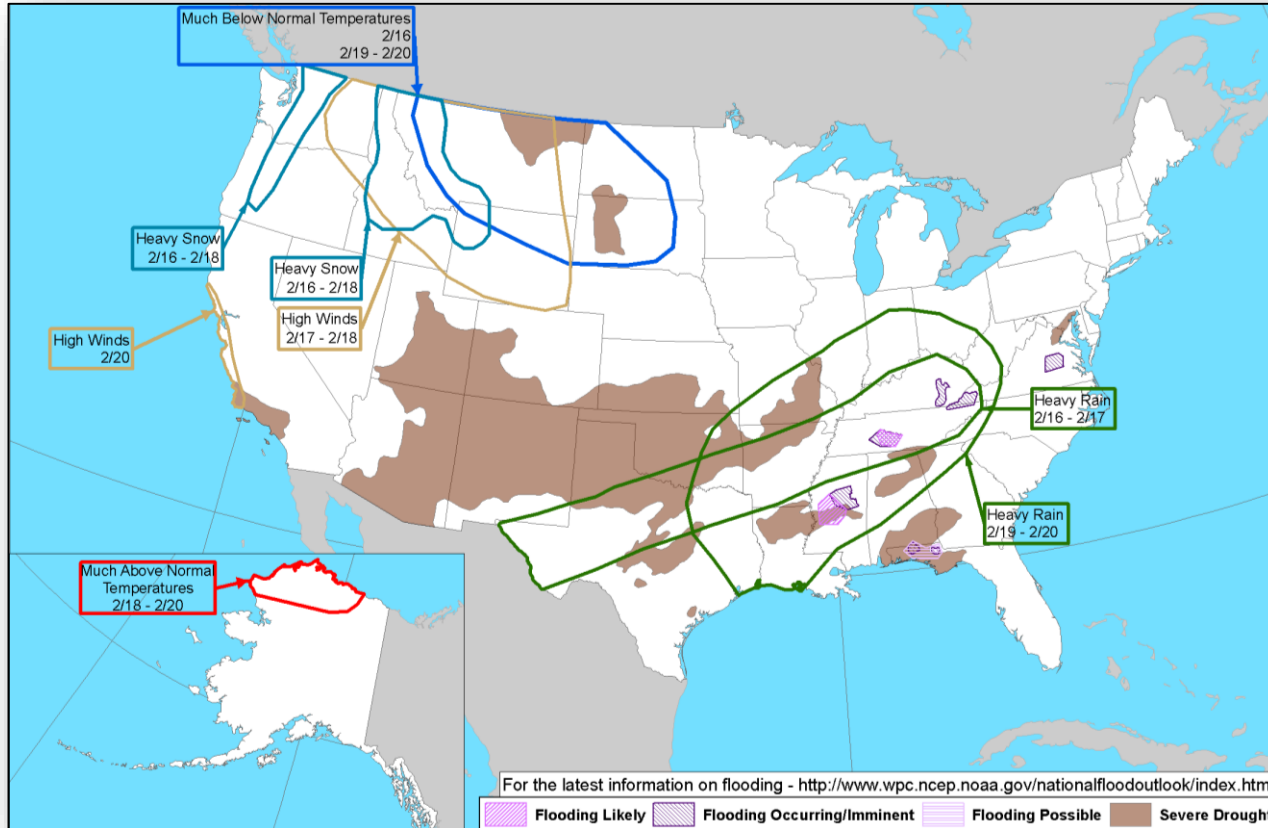 Much Below Normal Temperatures
2/16
2/19 - 2/20
Heavy Snow
2/16 - 2/18
Heavy Snow
2/16 - 2/18
High Winds
2/17 - 2/18
High Winds
2/20
Heavy Rain
2/16 - 2/17
Heavy Rain
2/19 - 2/20
Much Above Normal
Temperatures
2/18 - 2/20
For the latest information on flooding - http://www.wpc.ncep.noaa.gov/nationalfloodoutlook/index.htm
Flooding Likely
Flooding Occurring/Imminent
Flooding Possible
Severe Drought